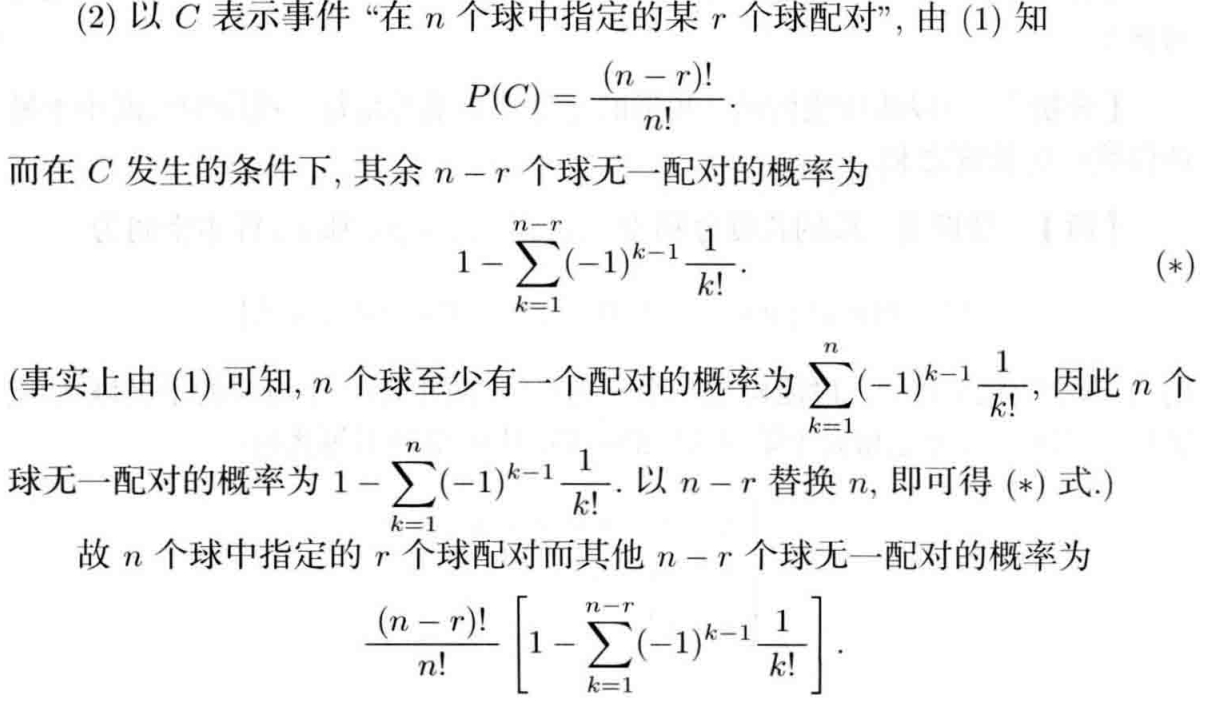 (2) 以 C 表示事件 “在 n 个球中指定的某 r 个球配对”, 由 (1) 知
P(C) = \frac{(n-r)!}{n!}.
而在 C 发生的条件下, 其余 n − r 个球无一配对的概率为
1 - \sum_{k=1}^{n-r} (-1)^{k-1} \frac{1}{k!}. (*)
(事实上由 (1) 可知, n 个球至少有一个配对的概率为 \sum_{k=1}^{n} (-1)^{k-1} \frac{1}{k!}, 因此 n 个
球无一配对的概率为 1 - \sum_{k=1}^{n} (-1)^{k-1} \frac{1}{k!}. 以 n − r 替换 n, 即可得 (*) 式.)
故 n 个球中指定的 r 个球配对而其他 n − r 个球无一配对的概率为
\frac{(n-r)!}{n!} \left[ 1 - \sum_{k=1}^{n-r} (-1)^{k-1} \frac{1}{k!} \right].